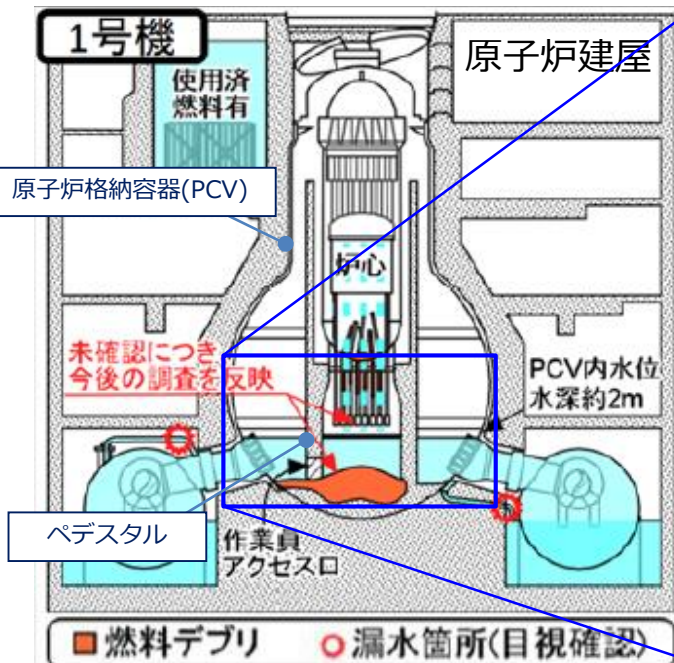 1号機
原子炉建屋
使用済
燃料有
原子炉格納容器(PCV)
炉心
未確認につき
今後の調査を反映
PCV内水位
水深約2m
ペデスタル
作業員
アクセス口
燃料デブリ
漏水箇所(目視確認)